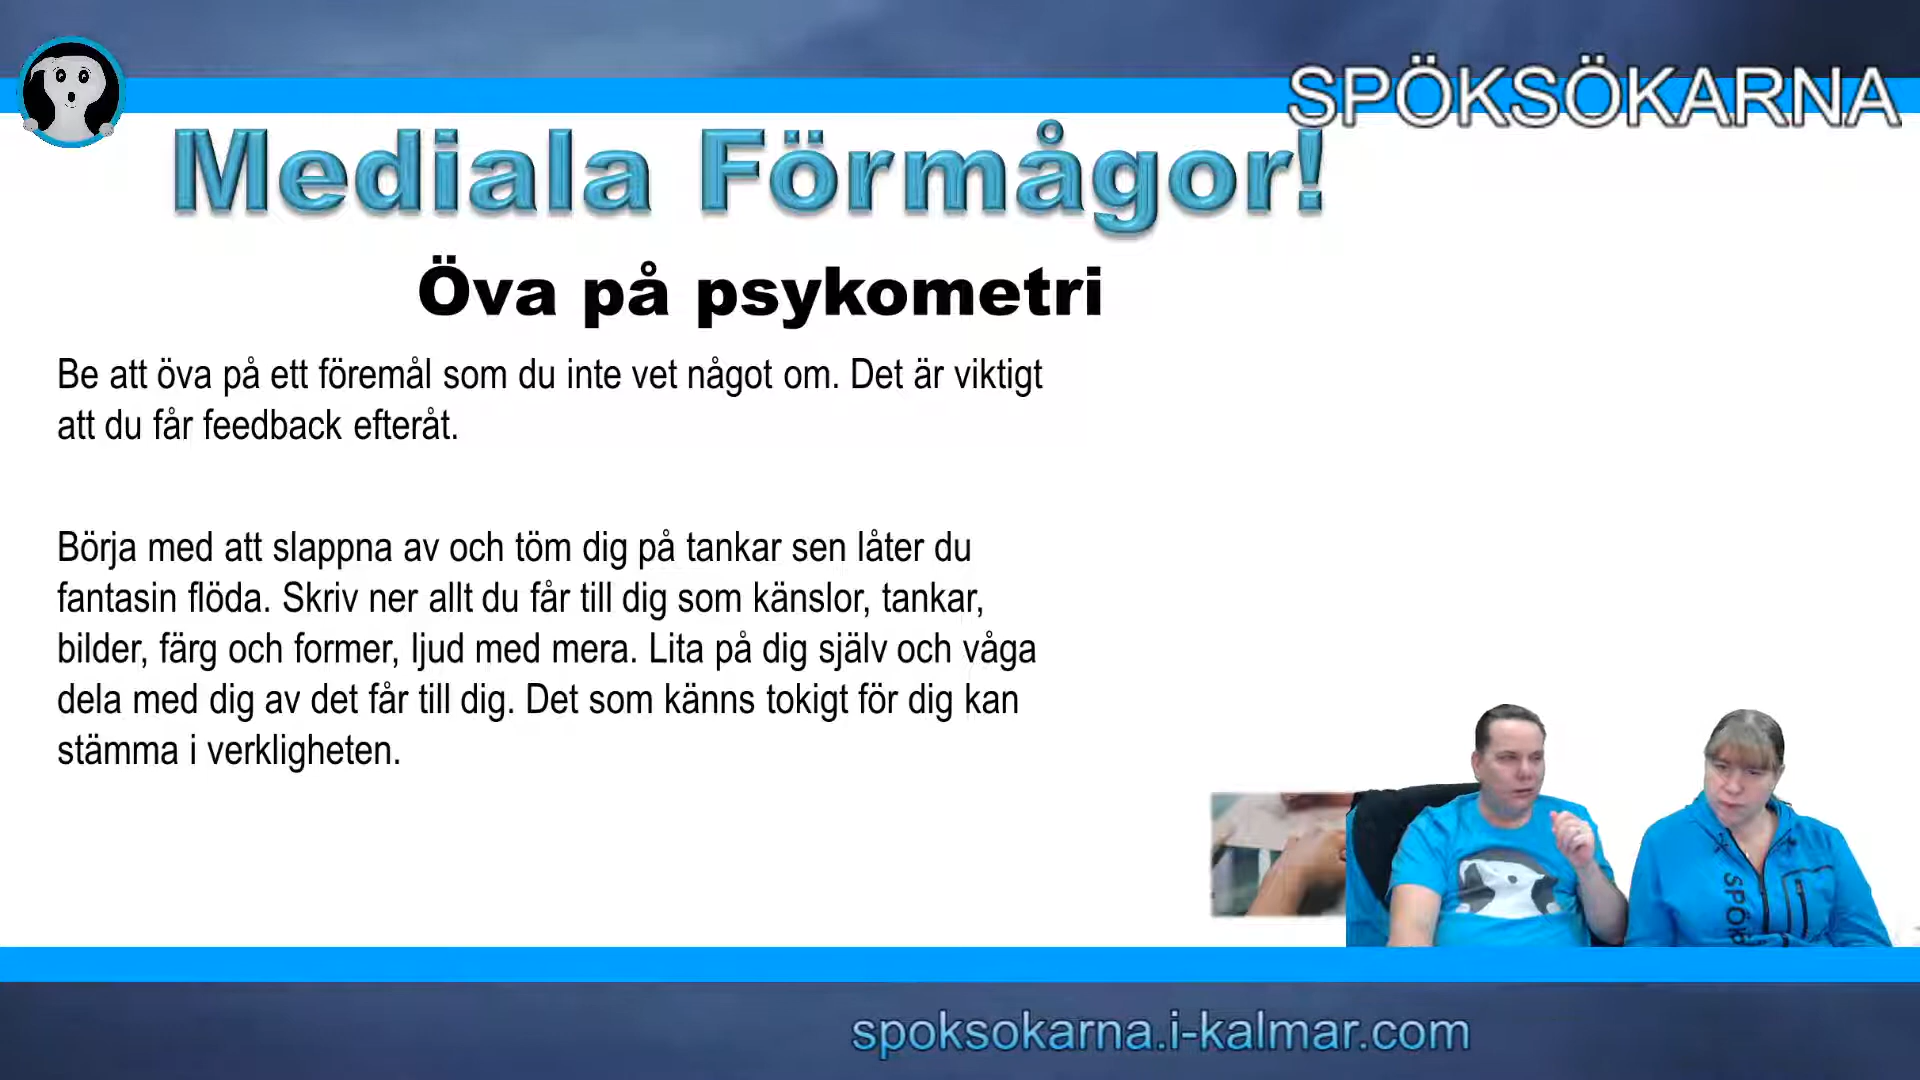 SPÖKSÖKARNA
Mediala Förmågor!
Öva på psykometri
Be att öva på ett föremål som du inte vet något om. Det är viktigt
att du får feedback efteråt.
Börja med att slappna av och töm dig på tankar sen låter du
fantasin flöda. Skriv ner allt du får till dig som känslor, tankar,
bilder, färg och former, ljud med mera. Lita på dig själv och våga
dela med dig av det får till dig. Det som känns tokigt för dig kan
stämma i verkligheten.
SPÖK
spoksokarna.i-kalmar.com